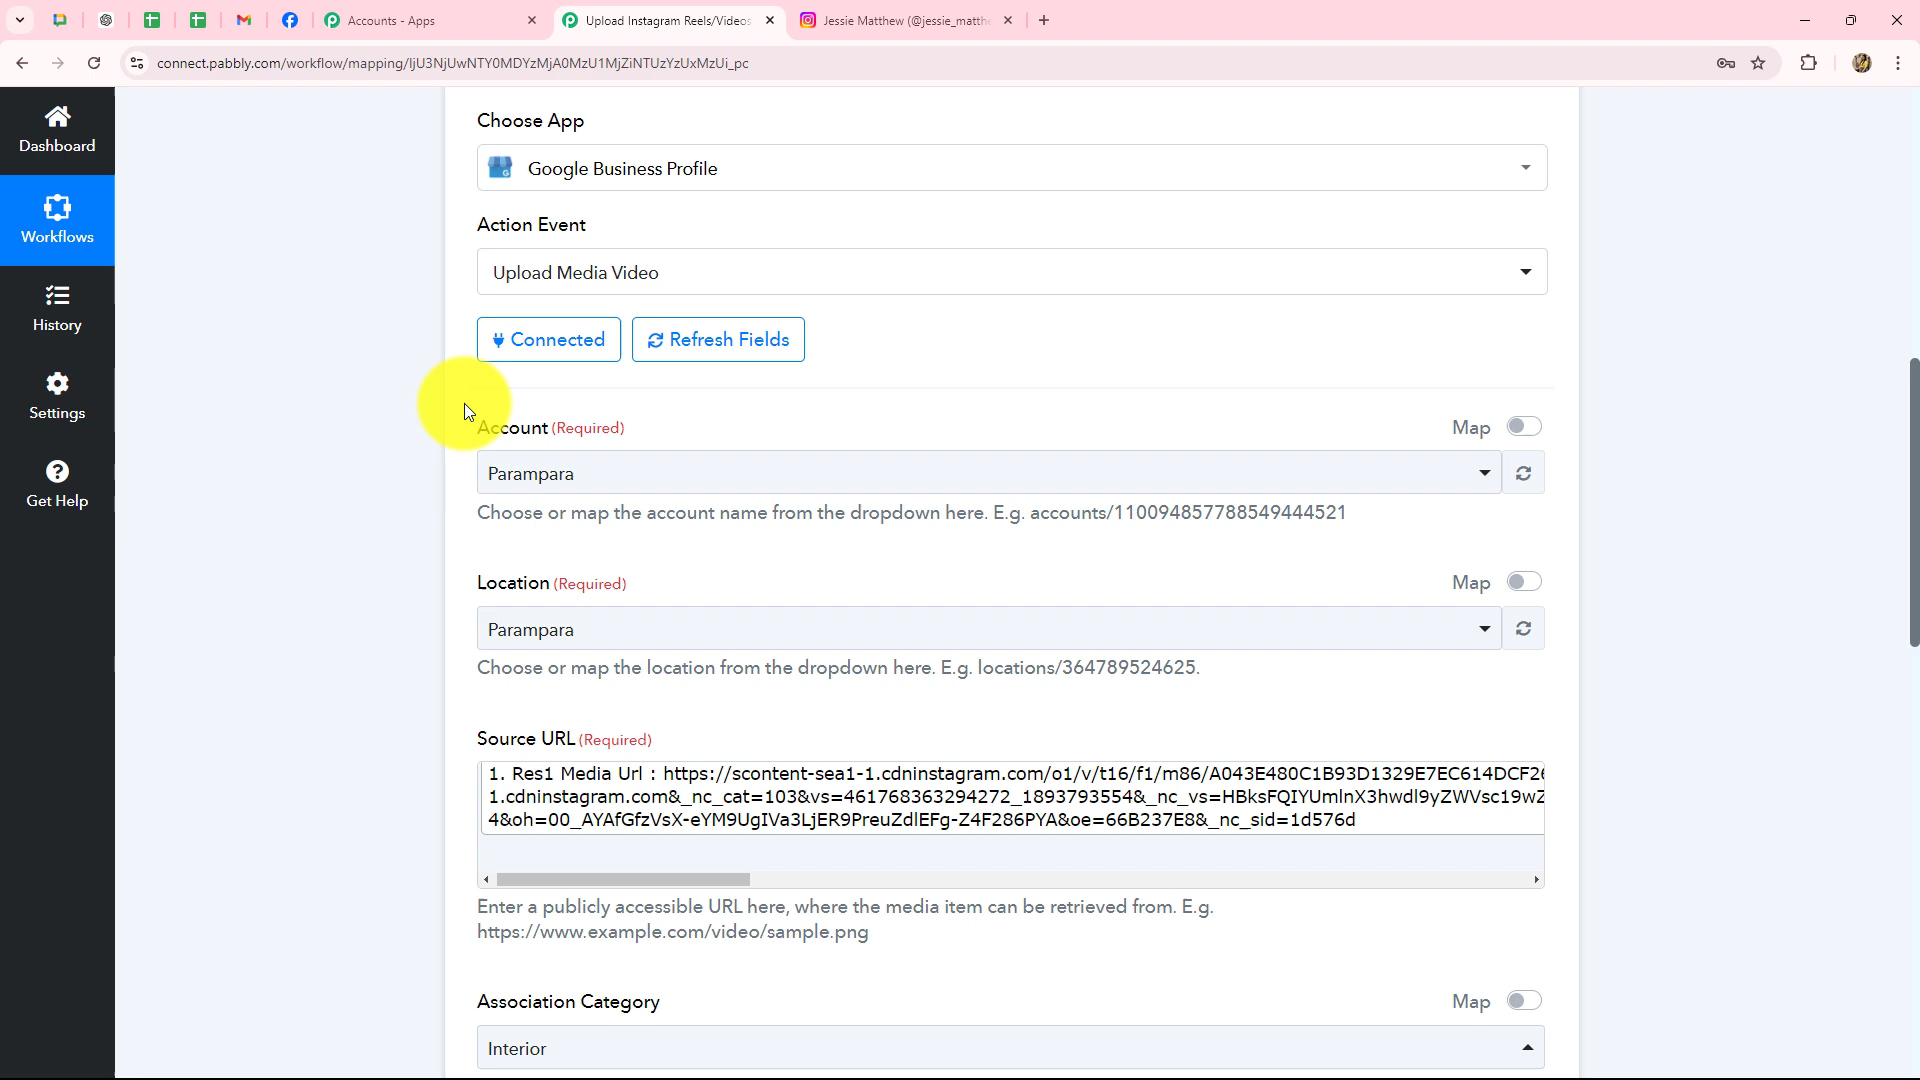 Accounts - Apps
Upload Instagram Reels/Videos
Jessie Matthew (@jessie_matthe
connect.pabbly.com/workflow/mapping/IjU3NjUwNTY0MDYzMjA0MzU1MjZiNTUzYzUxMzUi_pc
Dashboard
Workflows
History
Settings
Get Help
Choose App
Google Business Profile
Action Event
Upload Media Video
Connected
Refresh Fields
Account (Required)
Map
Parampara
Choose or map the account name from the dropdown here. E.g. accounts/110094857788549444521
Location (Required)
Map
Parampara
Choose or map the location from the dropdown here. E.g. locations/364789524625.
Source URL (Required)
1. Res1 Media Url : https://scontent-sea1-1.cdninstagram.com/o1/v/t16/f1/m86/A043E480C1B93D1329E7EC614DCF26
1.cdninstagram.com&_nc_cat=103&vs=461768363294272_1893793554&_nc_vs=HBksFQIYUmlnX3hwdl9yZWVsc19wZ
4&oh=00_AYAfGfzVsX-eYM9UgIVa3LjER9PreuZdlEFg-Z4F286PYA&oe=66B237E8&_nc_sid=1d576d
Enter a publicly accessible URL here, where the media item can be retrieved from. E.g.
https://www.example.com/video/sample.png
Association Category
Map
Interior